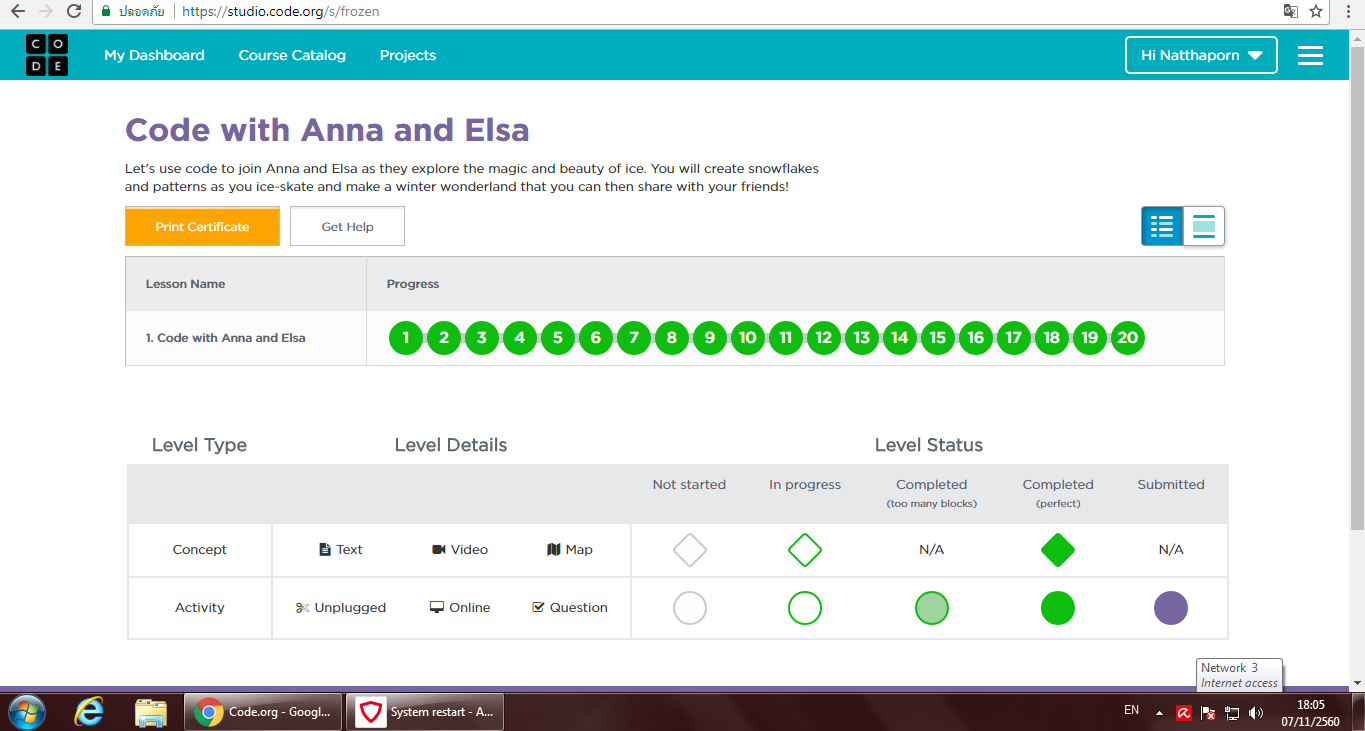 ปลอดภัย https://studio.code.org/s/frozen
CODE My Dashboard Course Catalog Projects Hi Natthaporn
Code with Anna and Elsa
Let's use code to join Anna and Elsa as they explore the magic and beauty of ice. You will create snowflakes
and patterns as you ice-skate and make a winter wonderland that you can then share with your friends!
Print Certificate Get Help
Lesson Name Progress
1. Code with Anna and Elsa 1 2 3 4 5 6 7 8 9 10 11 12 13 14 15 16 17 18 19 20
Level Type Level Details Level Status
Not started In progress Completed Completed Submitted
(too many blocks) (perfect)
Concept Text Video Map N/A N/A
Activity Unplugged Online Question
Network 3
Internet access
Code.org - Googl... System restart - A... EN 18:05
07/11/2560